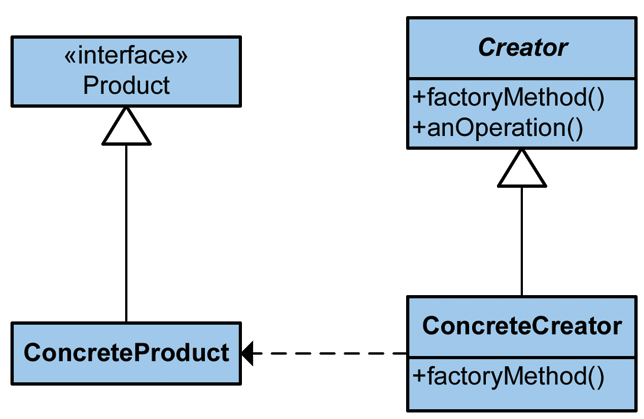 «interface»
Product
Creator
+factoryMethod()
+anOperation()
ConcreteProduct
ConcreteCreator
+factoryMethod()